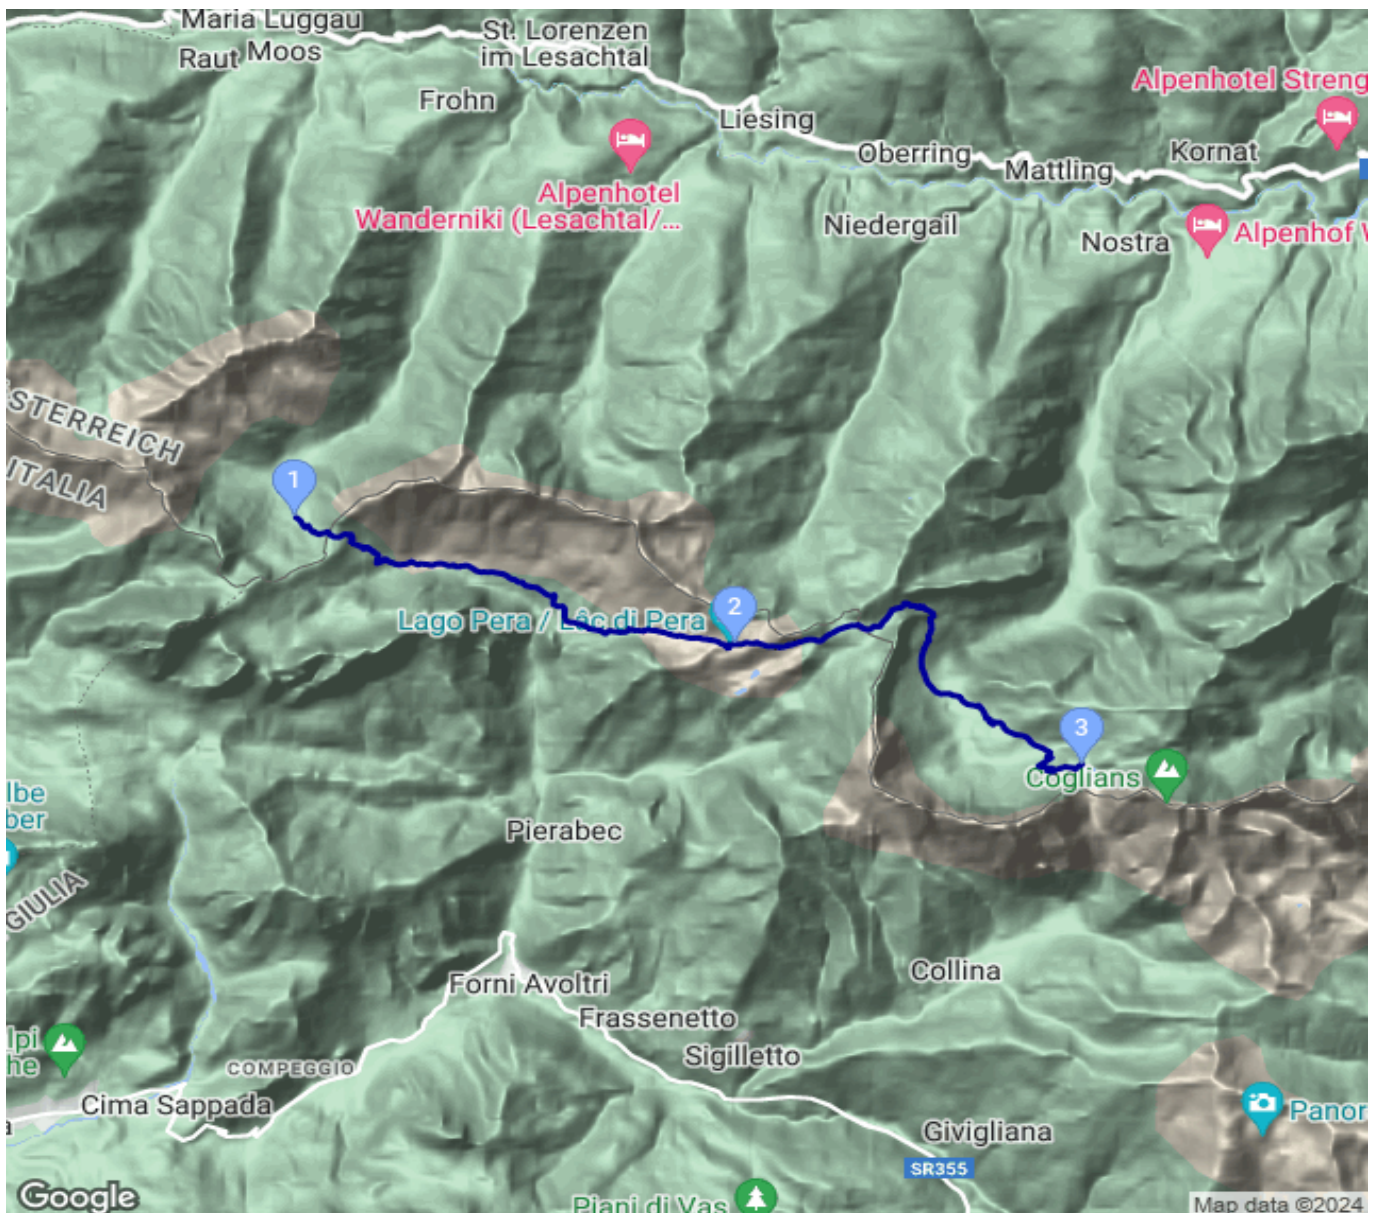 Maria Luggau
Raut
Moos
St. Lorenzen
im Lesachtal
Frohn
Alpenhotel Streng
Liesing
Oberring
Kornat
Mattling
Alpenhotel
Wanderniki (Lesachtal/...
Niedergail
Nostra
Alpenhof
STERREICH
ITALIA
1
2
Lago Pera / Lâc di Pera
3
Coglians
lbe
ber
Pierabec
GIULIA
Forni Avoltri
Collina
Frassenetto
lpi
he
Sigilletto
COMPEGGIO
Cima Sappada
a
Panor
Givigliana
SR355
Piani di Vas
Google
Map data ©2024